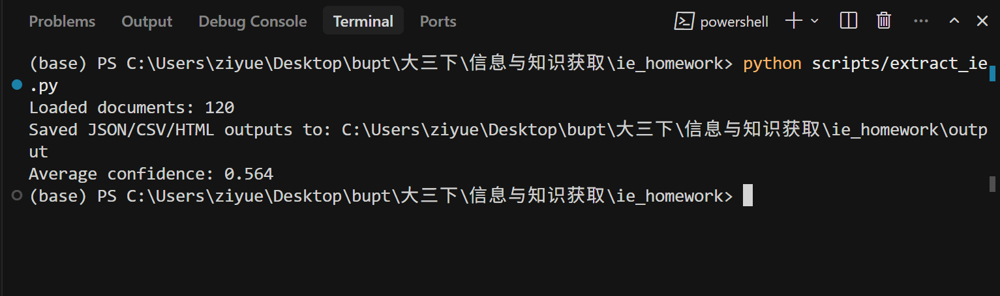 Problems Output Debug Console Terminal Ports powershell
(base) PS C:\Users\ziyue\Desktop\bupt\大三下\信息与知识获取\ie_homework> python scripts/extract_ie
.py
Loaded documents: 120
Saved JSON/CSV/HTML outputs to: C:\Users\ziyue\Desktop\bupt\大三下\信息与知识获取\ie_homework\outp
ut
Average confidence: 0.564
(base) PS C:\Users\ziyue\Desktop\bupt\大三下\信息与知识获取\ie_homework>